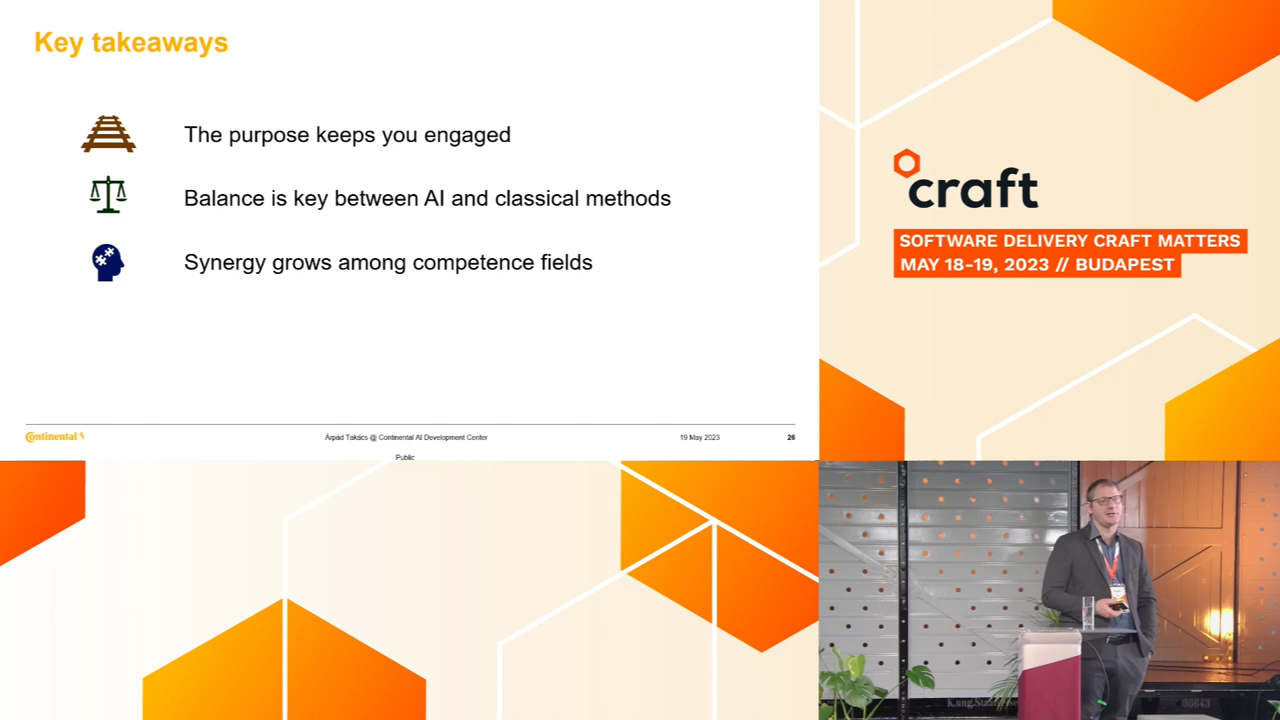 Key takeaways
The purpose keeps you engaged
Balance is key between AI and classical methods
Synergy grows among competence fields
Continental
Árpád Takács @ Continental AI Development Center
19 May 2023
26
Public
craft
SOFTWARE DELIVERY CRAFT MATTERS
MAY 18-19, 2023 // BUDAPEST